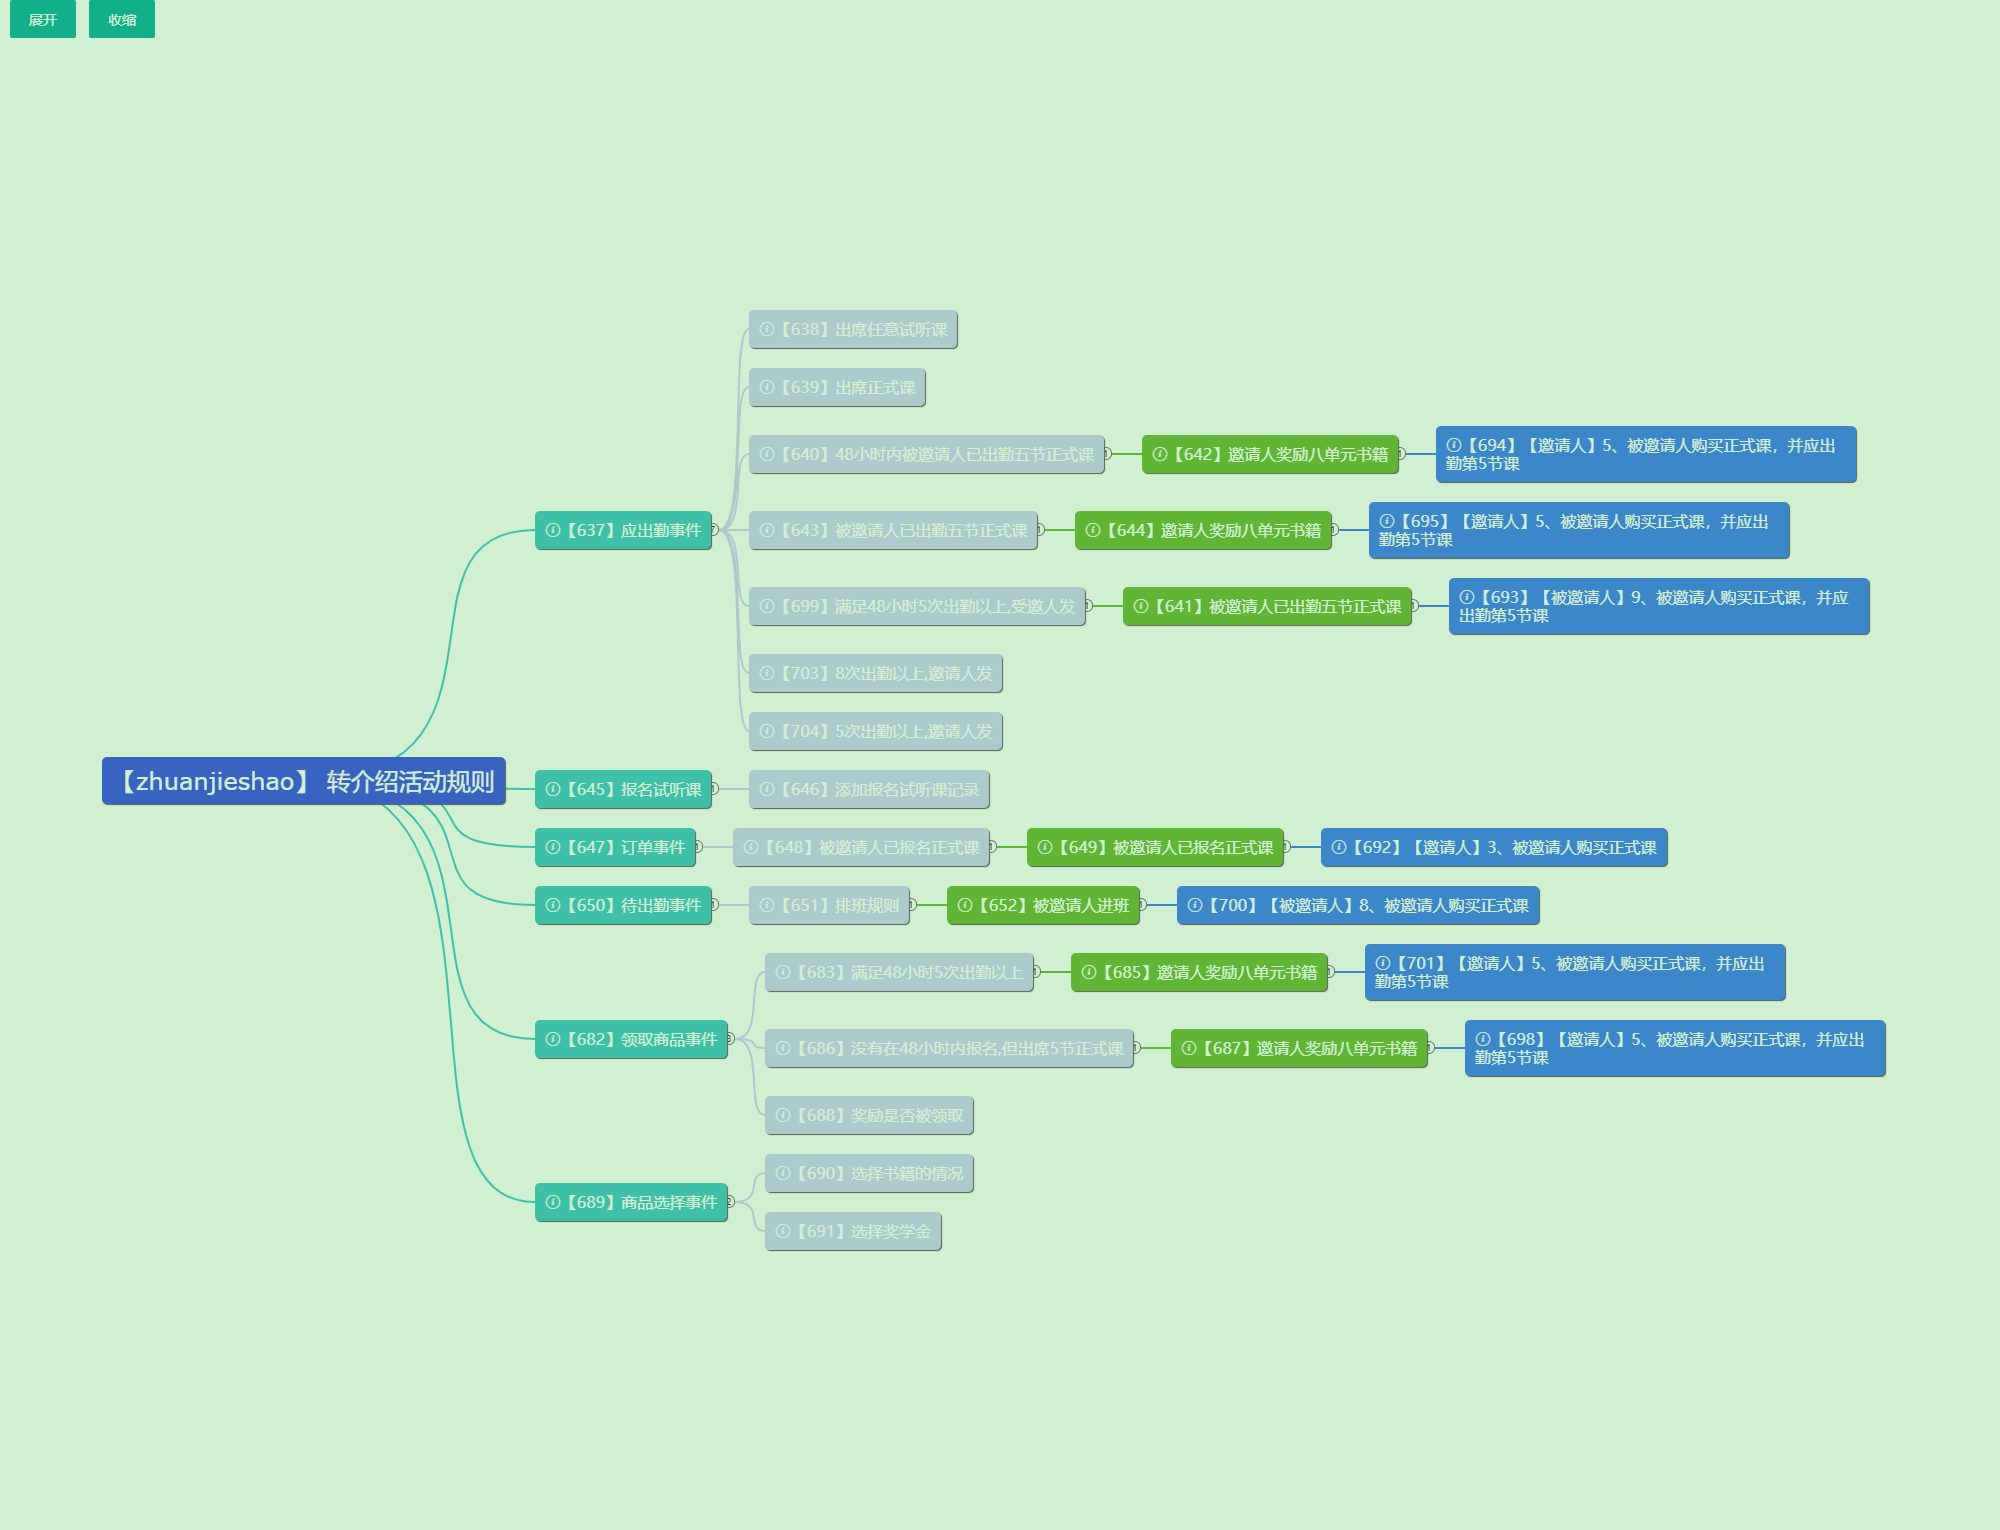 展开
收缩
【638】出席任意试听课
【639】出席正式课
【640】48小时内被邀请人已出勤五节正式课
1
【642】邀请人奖励八单元书籍
1
【694】【邀请人】5、被邀请人购买正式课，并应出
勤第5节课
【637】应出勤事件
7
【643】被邀请人已出勤五节正式课
1
【644】邀请人奖励八单元书籍
1
【695】【邀请人】5、被邀请人购买正式课，并应出
勤第5节课
【699】满足48小时5次出勤以上,受邀人发
1
【641】被邀请人已出勤五节正式课
1
【693】【被邀请人】9、被邀请人购买正式课，并应
出勤第5节课
【703】8次出勤以上,邀请人发
【704】5次出勤以上,邀请人发
【zhuanjieshao】 转介绍活动规则
【645】报名试听课
1
【646】添加报名试听课记录
【647】订单事件
1
【648】被邀请人已报名正式课
1
【649】被邀请人已报名正式课
1
【692】【邀请人】3、被邀请人购买正式课
【650】待出勤事件
1
【651】排班规则
1
【652】被邀请人进班
1
【700】【被邀请人】8、被邀请人购买正式课
【683】满足48小时5次出勤以上
1
【685】邀请人奖励八单元书籍
1
【701】【邀请人】5、被邀请人购买正式课，并应出
勤第5节课
【682】领取商品事件
3
【686】没有在48小时内报名,但出席5节正式课
1
【687】邀请人奖励八单元书籍
1
【698】【邀请人】5、被邀请人购买正式课，并应出
勤第5节课
【688】奖励是否被领取
【689】商品选择事件
2
【690】选择书籍的情况
【691】选择奖学金